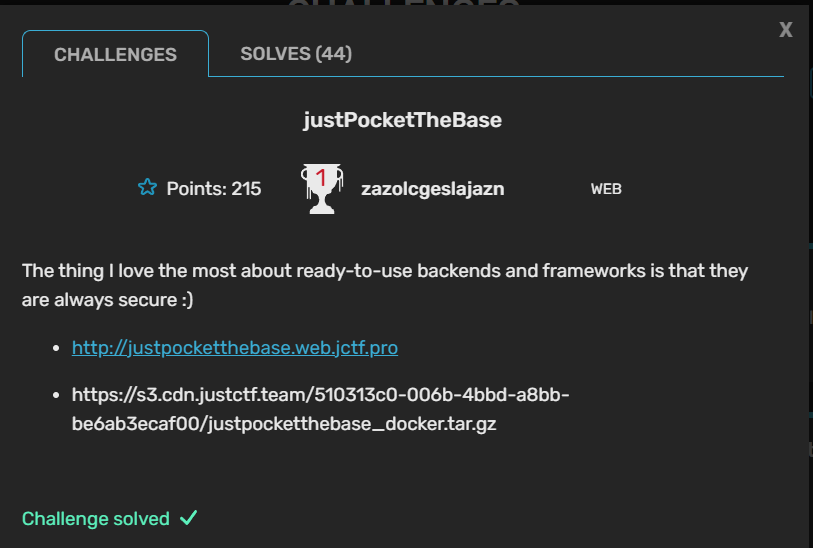 X
CHALLENGES
SOLVES (44)
justPocketTheBase
Points: 215
1
zazolcgeslajazn
WEB
The thing I love the most about ready-to-use backends and frameworks is that they
are always secure :)
http://justpocketthebase.web.jctf.pro
https://s3.cdn.justctf.team/510313c0-006b-4bbd-a8bb-
be6ab3ecaf00/justpocketthebase_docker.tar.gz
Challenge solved